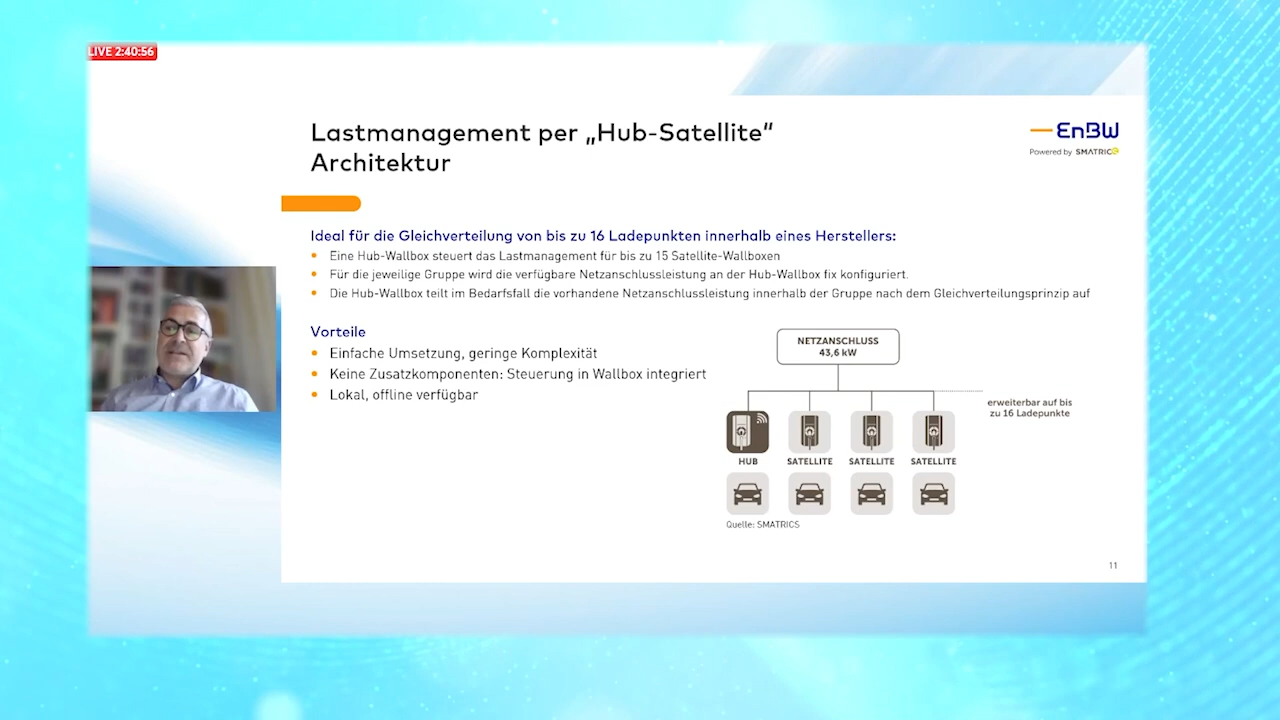 LIVE 2:40:56
Lastmanagement per „Hub-Satellite“
Architektur
EnBW
Powered by SMATRICS
Ideal für die Gleichverteilung von bis zu 16 Ladepunkten innerhalb eines Herstellers:
Eine Hub-Wallbox steuert das Lastmanagement für bis zu 15 Satellite-Wallboxen
Für die jeweilige Gruppe wird die verfügbare Netzanschlussleistung an der Hub-Wallbox fix konfiguriert.
Die Hub-Wallbox teilt im Bedarfsfall die vorhandene Netzanschlussleistung innerhalb der Gruppe nach dem Gleichverteilungsprinzip auf
Vorteile
Einfache Umsetzung, geringe Komplexität
Keine Zusatzkomponenten: Steuerung in Wallbox integriert
Lokal, offline verfügbar
NETZANSCHLUSS
43,6 kW
erweiterbar auf bis
zu 16 Ladepunkte
HUB SATELLITE SATELLITE SATELLITE
Quelle: SMATRICS
11